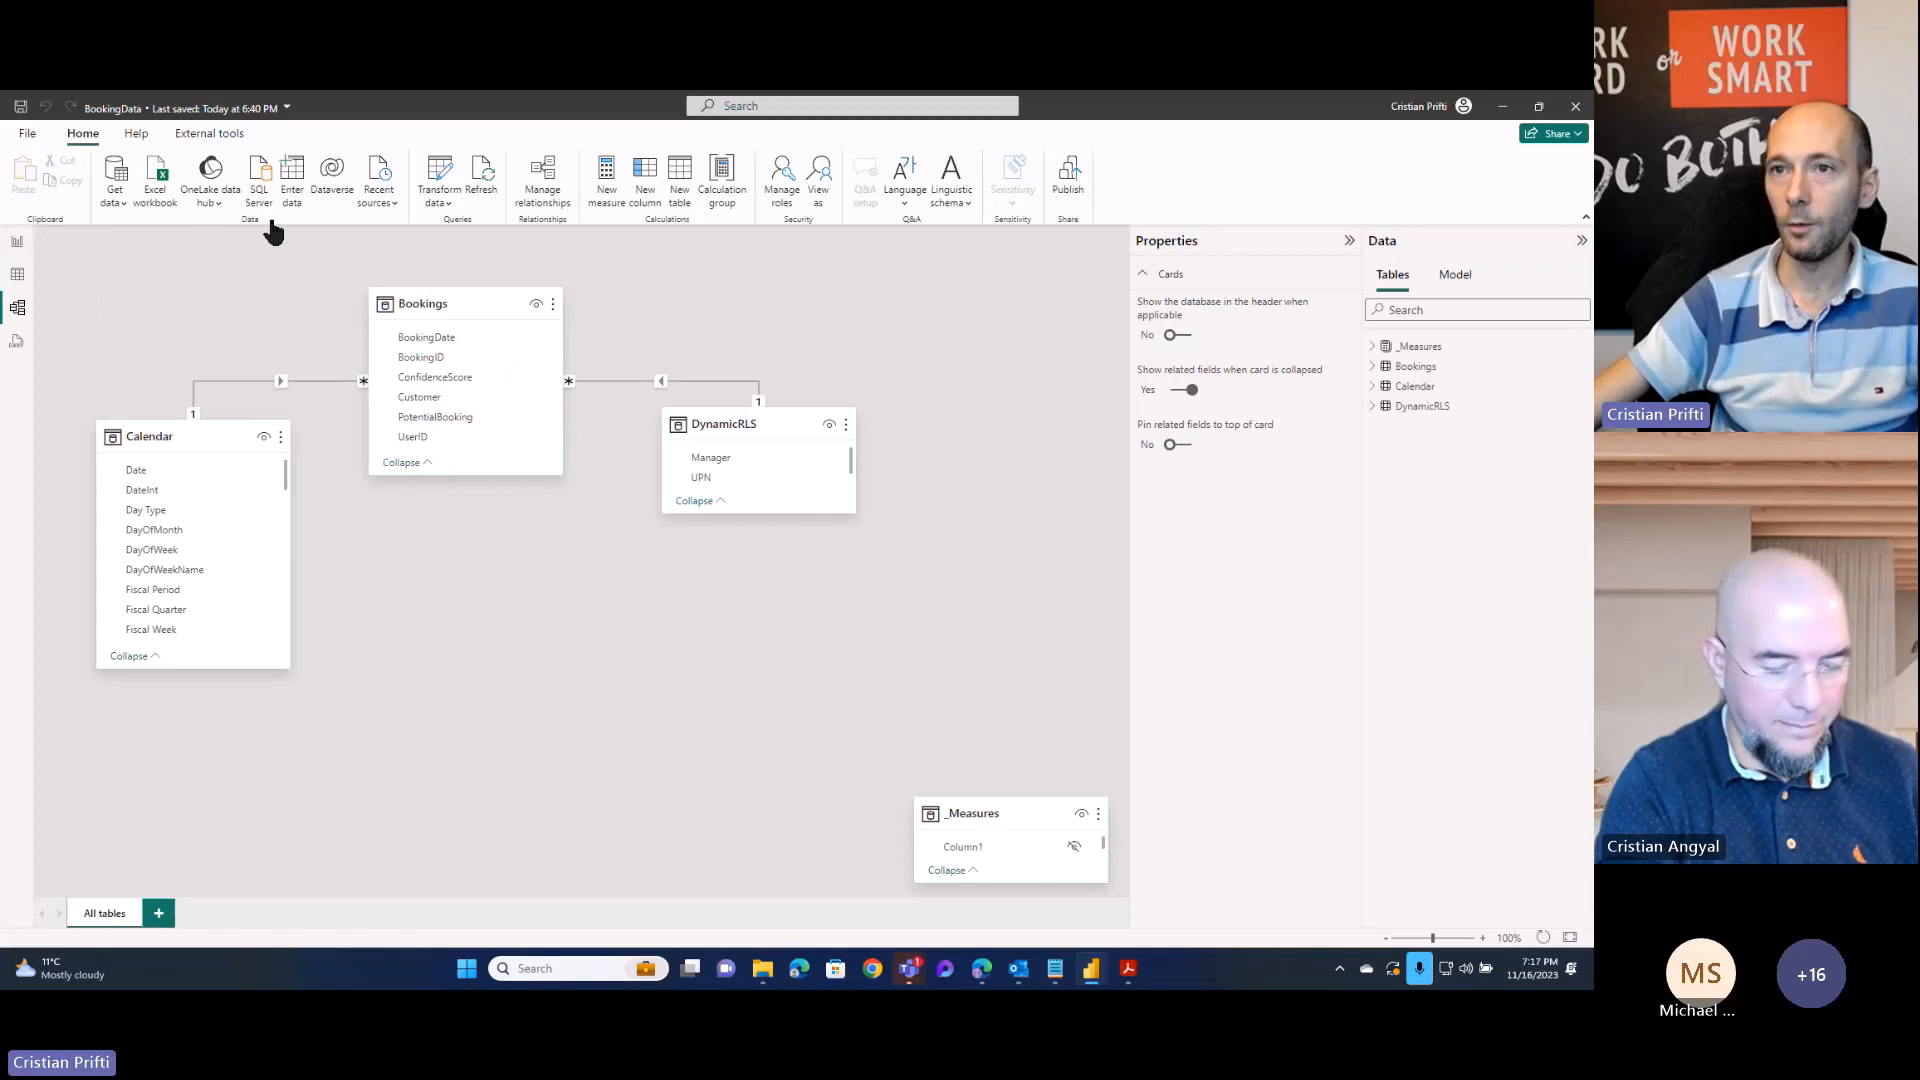 BookingData • Last saved: Today at 6:40 PM
Search
Cristian Prifti
File
Home
Help
External tools
Share
Paste
Cut
Copy
Clipboard
Get data
Excel workbook
OneLake data hub
SQL Server
Enter data
Dataverse
Recent sources
Data
Transform data
Refresh
Queries
Manage relationships
Relationships
New measure
New column
New table
Calculation group
Calculations
Manage roles
View as
Security
Q&A setup
Language
Linguistic schema
Q&A
Sensitivity
Sensitivity
Publish
Share
Bookings
BookingDate
BookingID
ConfidenceScore
Customer
PotentialBooking
UserID
Collapse
1
*
*
1
Calendar
Date
DateInt
Day Type
DayOfMonth
DayOfWeek
DayOfWeekName
Fiscal Period
Fiscal Quarter
Fiscal Week
Collapse
DynamicRLS
Manager
UPN
Collapse
_Measures
Column1
Collapse
Properties
Cards
Show the database in the header when
applicable
No
Show related fields when card is collapsed
Yes
Pin related fields to top of card
No
Data
Tables
Model
Search
_Measures
Bookings
Calendar
DynamicRLS
All tables
+
- + 100%
11°C
Mostly cloudy
Search
1
7:17 PM
11/16/2023
RK
RD
or
WORK
SMART
DO BOTH
Cristian Prifti
Cristian Angyal
MS
Michael ...
+16
Cristian Prifti